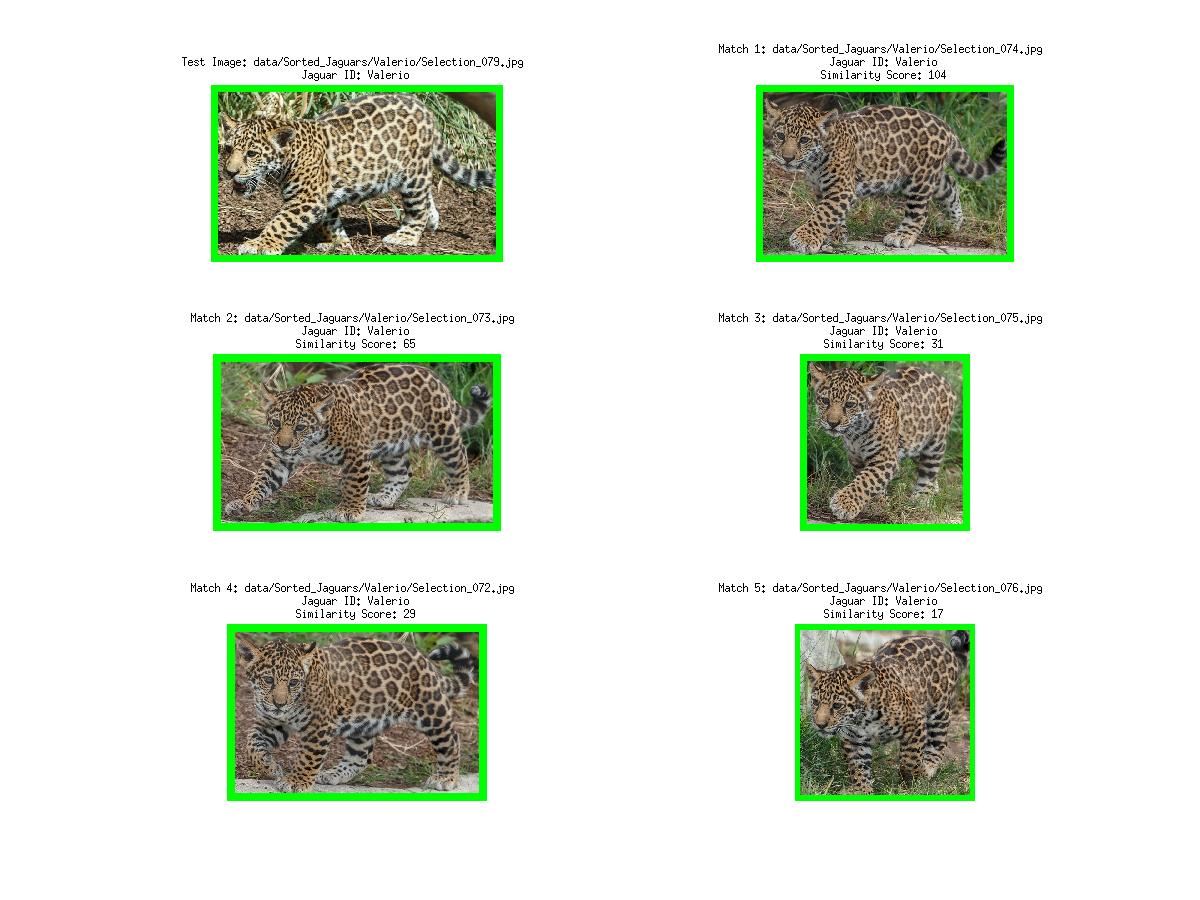 Test Image: data/Sorted_Jaguars/Valerio/Selection_079.jpg
Jaguar ID: Valerio
Match 1: data/Sorted_Jaguars/Valerio/Selection_074.jpg
Jaguar ID: Valerio
Similarity Score: 104
Match 2: data/Sorted_Jaguars/Valerio/Selection_073.jpg
Jaguar ID: Valerio
Similarity Score: 65
Match 3: data/Sorted_Jaguars/Valerio/Selection_075.jpg
Jaguar ID: Valerio
Similarity Score: 31
Match 4: data/Sorted_Jaguars/Valerio/Selection_072.jpg
Jaguar ID: Valerio
Similarity Score: 29
Match 5: data/Sorted_Jaguars/Valerio/Selection_076.jpg
Jaguar ID: Valerio
Similarity Score: 17